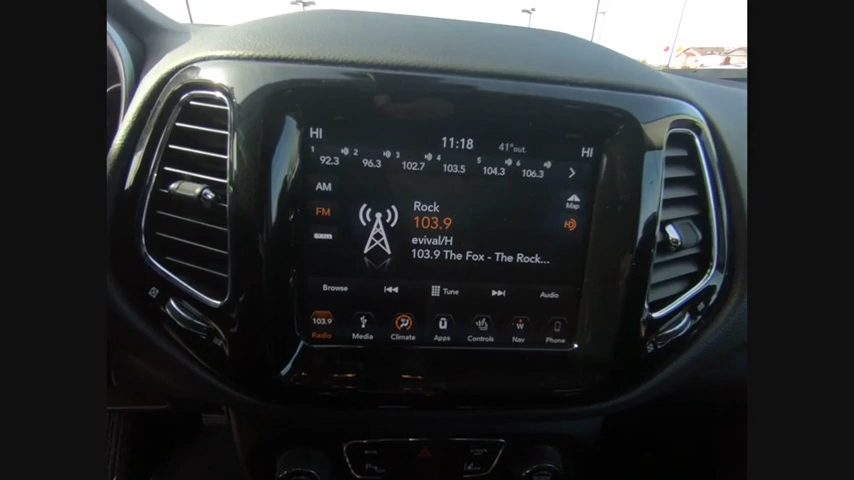 HI 11:18 41°out. HI
1 92.3 2 96.3 3 102.7 4 103.5 5 104.3 6 106.3
AM
FM
SXM
Rock
103.9
evival/H
103.9 The Fox - The Rock...
Map
HD
Browse Tune Audio
103.9
Radio Media Climate Apps Controls Nav Phone
W